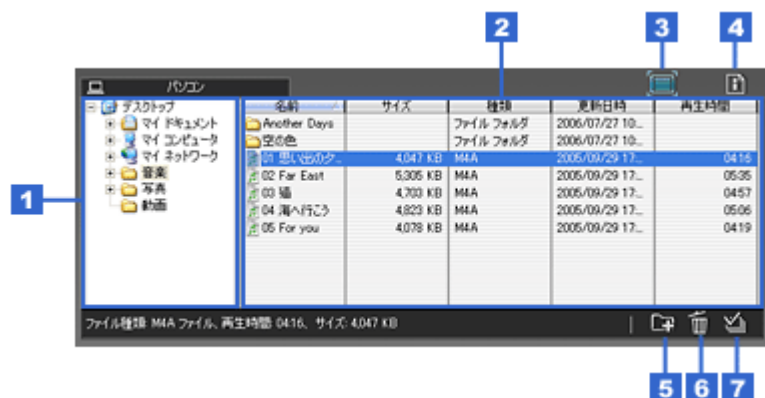 2 3 4
パソコン
名前 サイズ 種類 更新日時 再生時間
デスクトップ
マイ ドキュメント
マイ コンピュータ
マイ ネットワーク
音楽
写真
動画
Another Days ファイル フォルダ 2006/07/27 10...
空の色 ファイル フォルダ 2006/07/27 10...
01 思い出の夕... 4,047 KB M4A 2005/09/29 17:... 04:16
02 Far East 5,305 KB M4A 2005/09/29 17:... 05:35
03 猫 4,703 KB M4A 2005/09/29 17:... 04:57
04 海へ行こう 4,823 KB M4A 2005/09/29 17:... 05:06
05 For you 4,078 KB M4A 2005/09/29 17:... 04:19
1
ファイル種類: M4A ファイル、再生時間: 04:16、サイズ: 4,047 KB
5 6 7